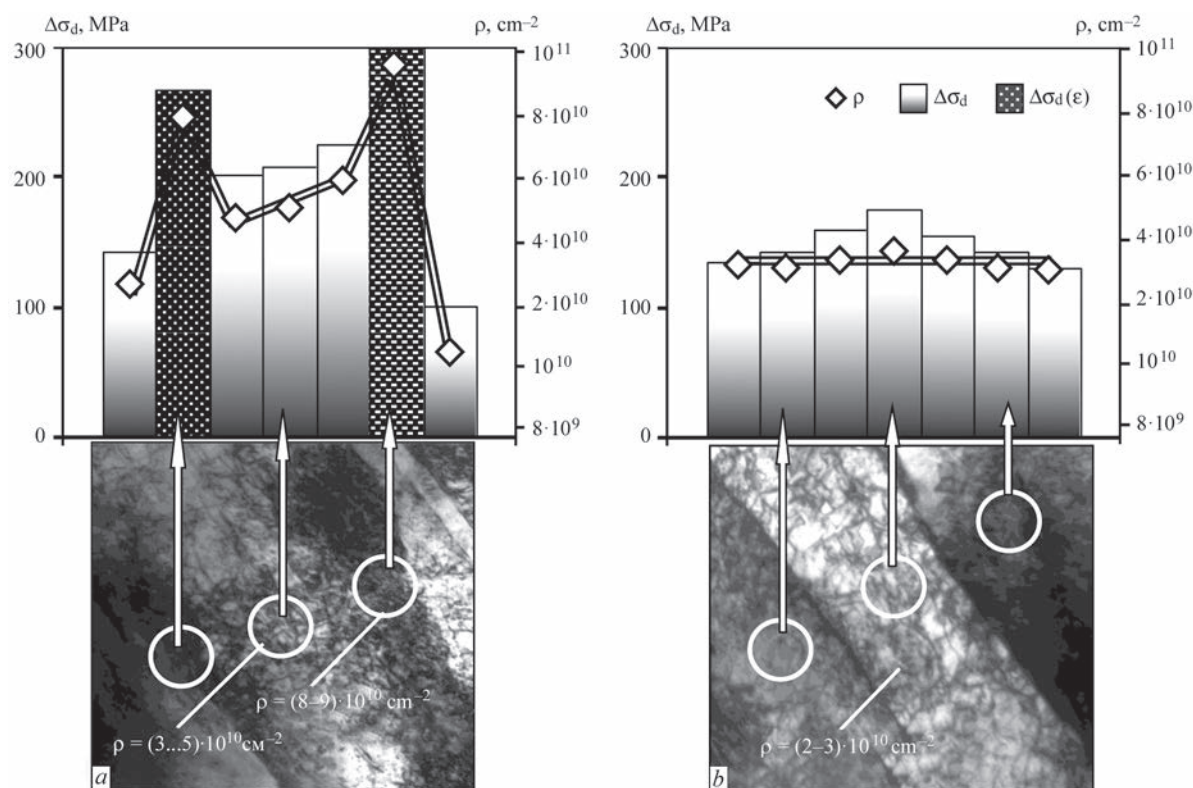 Δσd, MPa
ρ, cm–2
300
200
100
0
10¹¹
8·10¹⁰
6·10¹⁰
4·10¹⁰
2·10¹⁰
10¹⁰
8·10⁹
ρ = (8–9)·10¹⁰ cm⁻²
ρ = (3...5)·10¹⁰см⁻²
a
Δσd, MPa
ρ, cm–2
300
200
100
0
10¹¹
8·10¹⁰
6·10¹⁰
4·10¹⁰
2·10¹⁰
10¹⁰
8·10⁹
ρ Δσd Δσd(ε)
ρ = (2–3)·10¹⁰cm⁻²
b